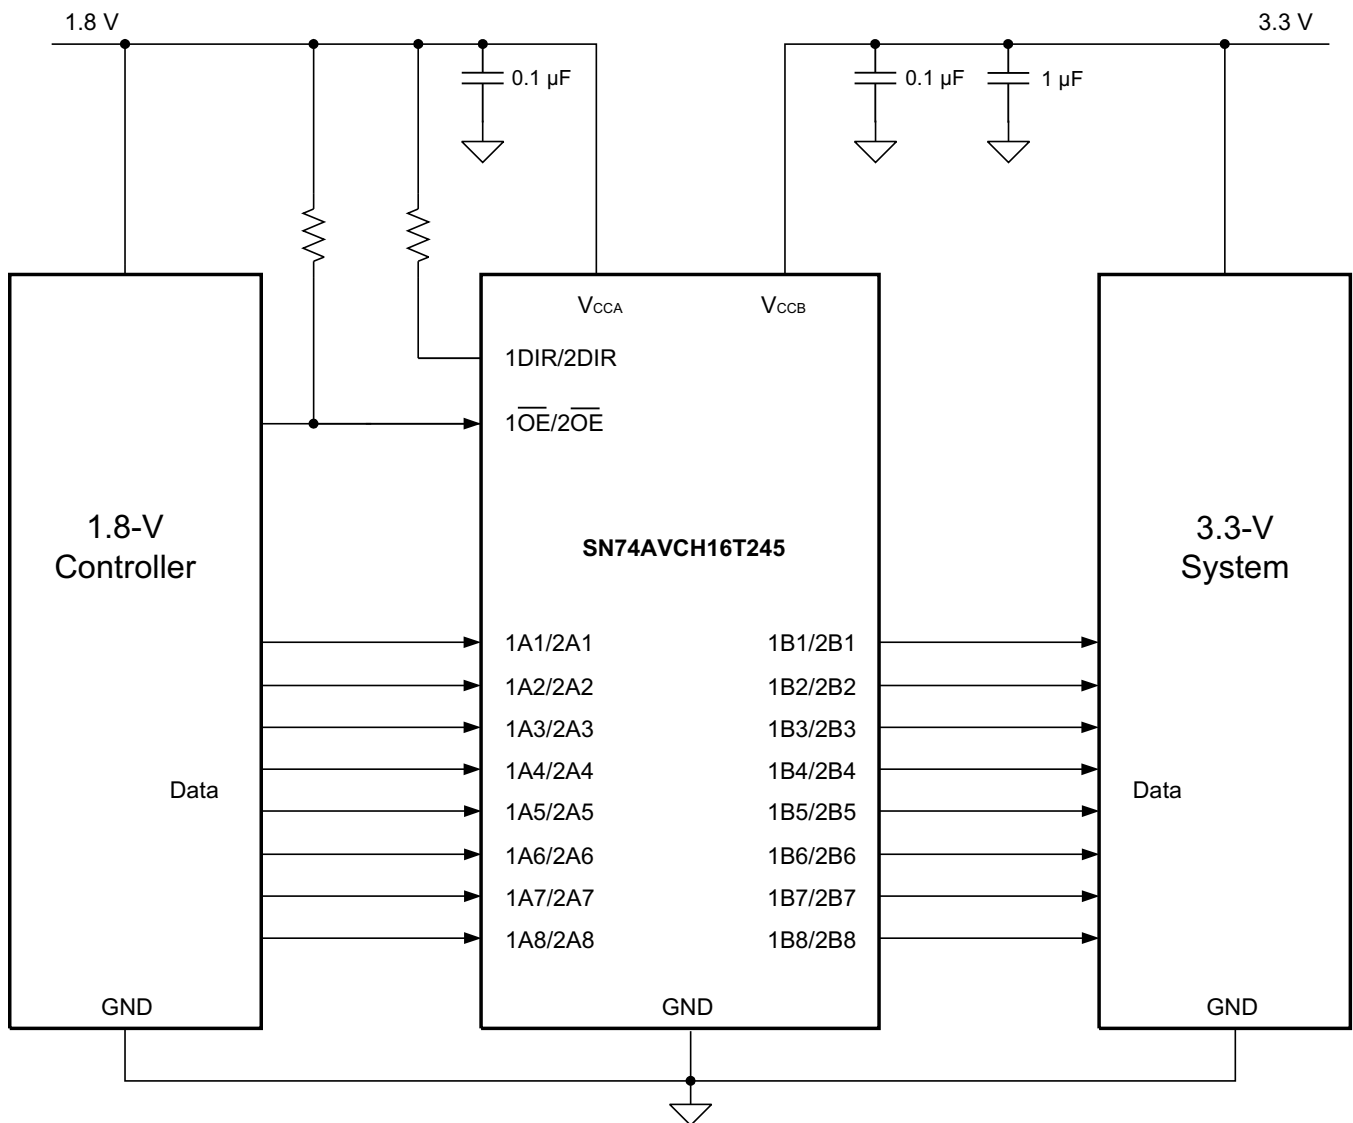 1.8 V
3.3 V
0.1 µF
0.1 µF
1 µF
VCCA
VCCB
1DIR/2DIR
1O̅E̅/2O̅E̅
1.8-V
Controller
SN74AVCH16T245
3.3-V
System
1A1/2A1
1B1/2B1
1A2/2A2
1B2/2B2
1A3/2A3
1B3/2B3
1A4/2A4
1B4/2B4
Data
Data
1A5/2A5
1B5/2B5
1A6/2A6
1B6/2B6
1A7/2A7
1B7/2B7
1A8/2A8
1B8/2B8
GND
GND
GND